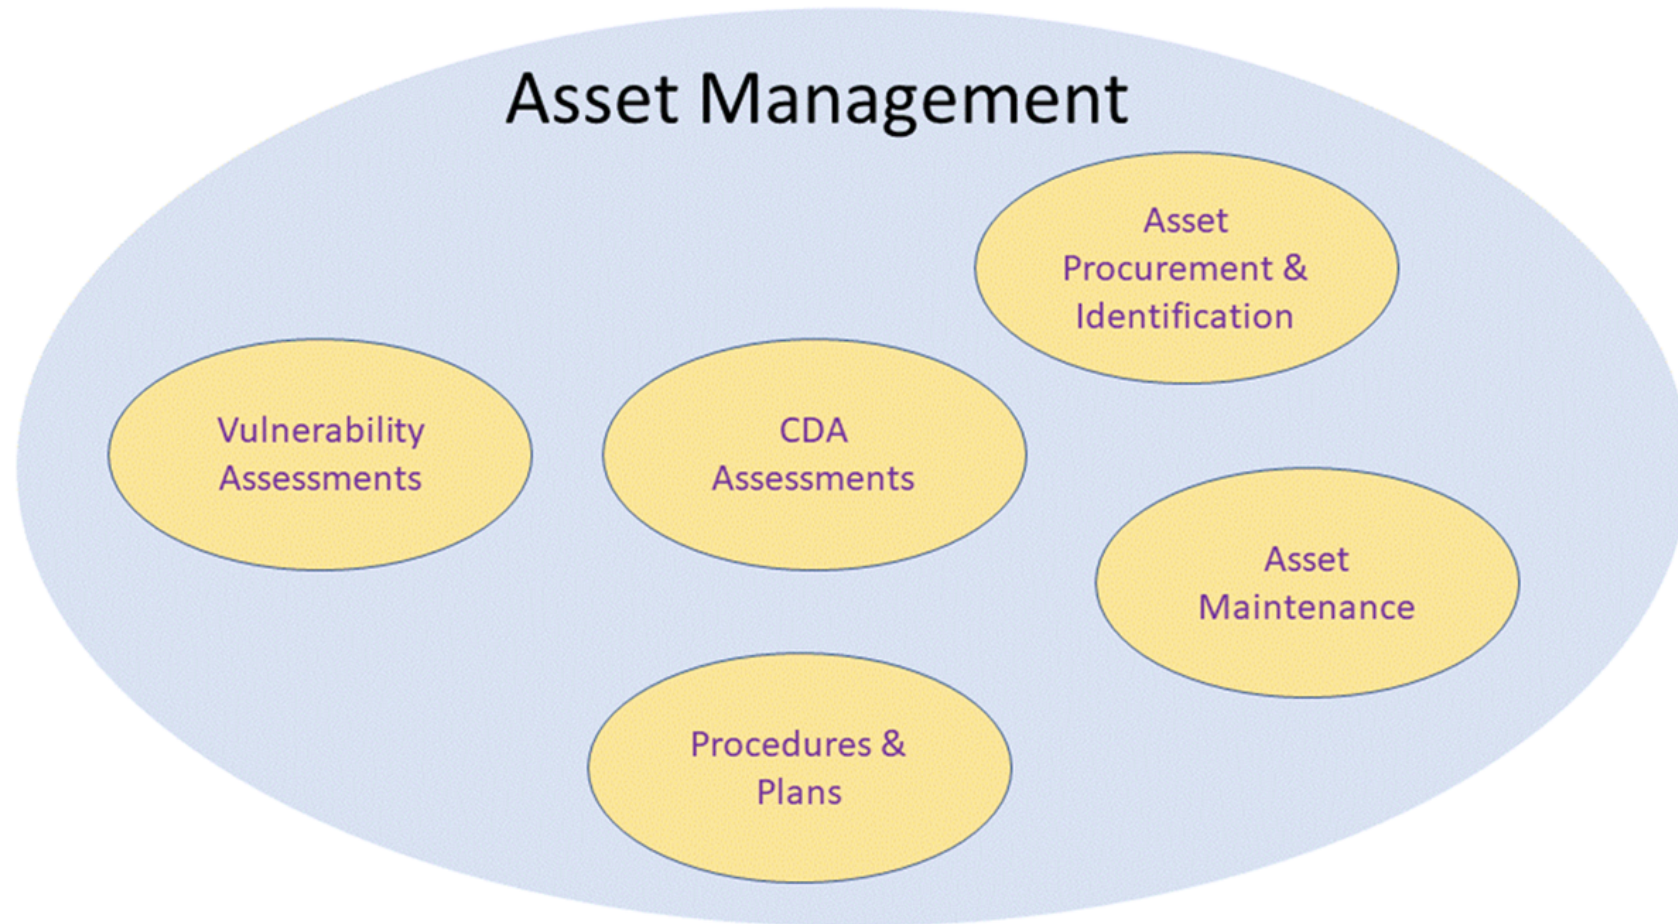 Asset Management
Asset
Procurement &
Identification
Vulnerability
Assessments
CDA
Assessments
Asset
Maintenance
Procedures &
Plans